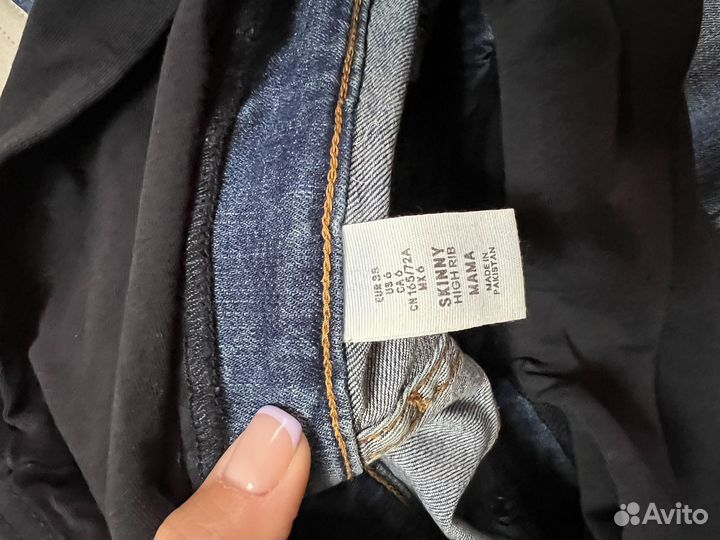 EUR 38
US 6
CA 6
CN 165/72A
MX 6
SKINNY
HIGH RIB
MAMA
MADE IN
PAKISTAN
Avito